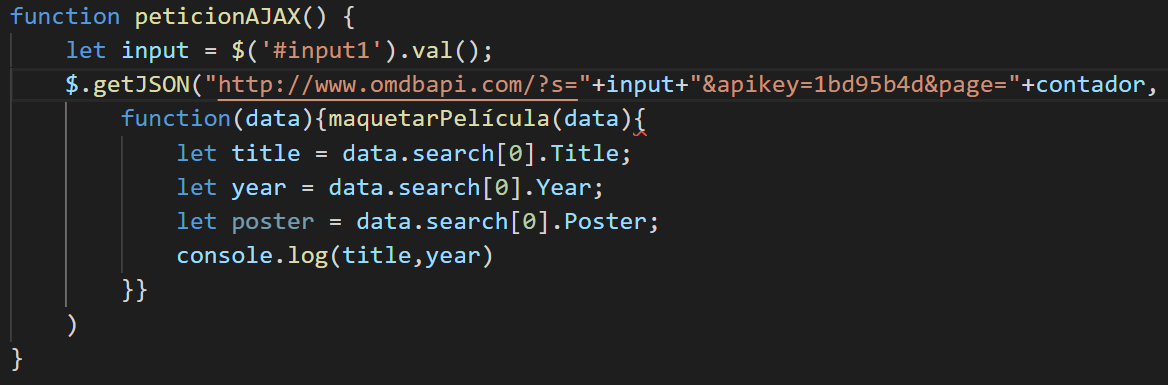 function peticionAJAX() {
    let input = $('#input1').val();
    $.getJSON("http://www.omdbapi.com/?s="+input+"&apikey=1bd95b4d&page="+contador,
        function(data){maquetarPelícula(data){
            let title = data.search[0].Title;
            let year = data.search[0].Year;
            let poster = data.search[0].Poster;
            console.log(title,year)
        }}
    )
}